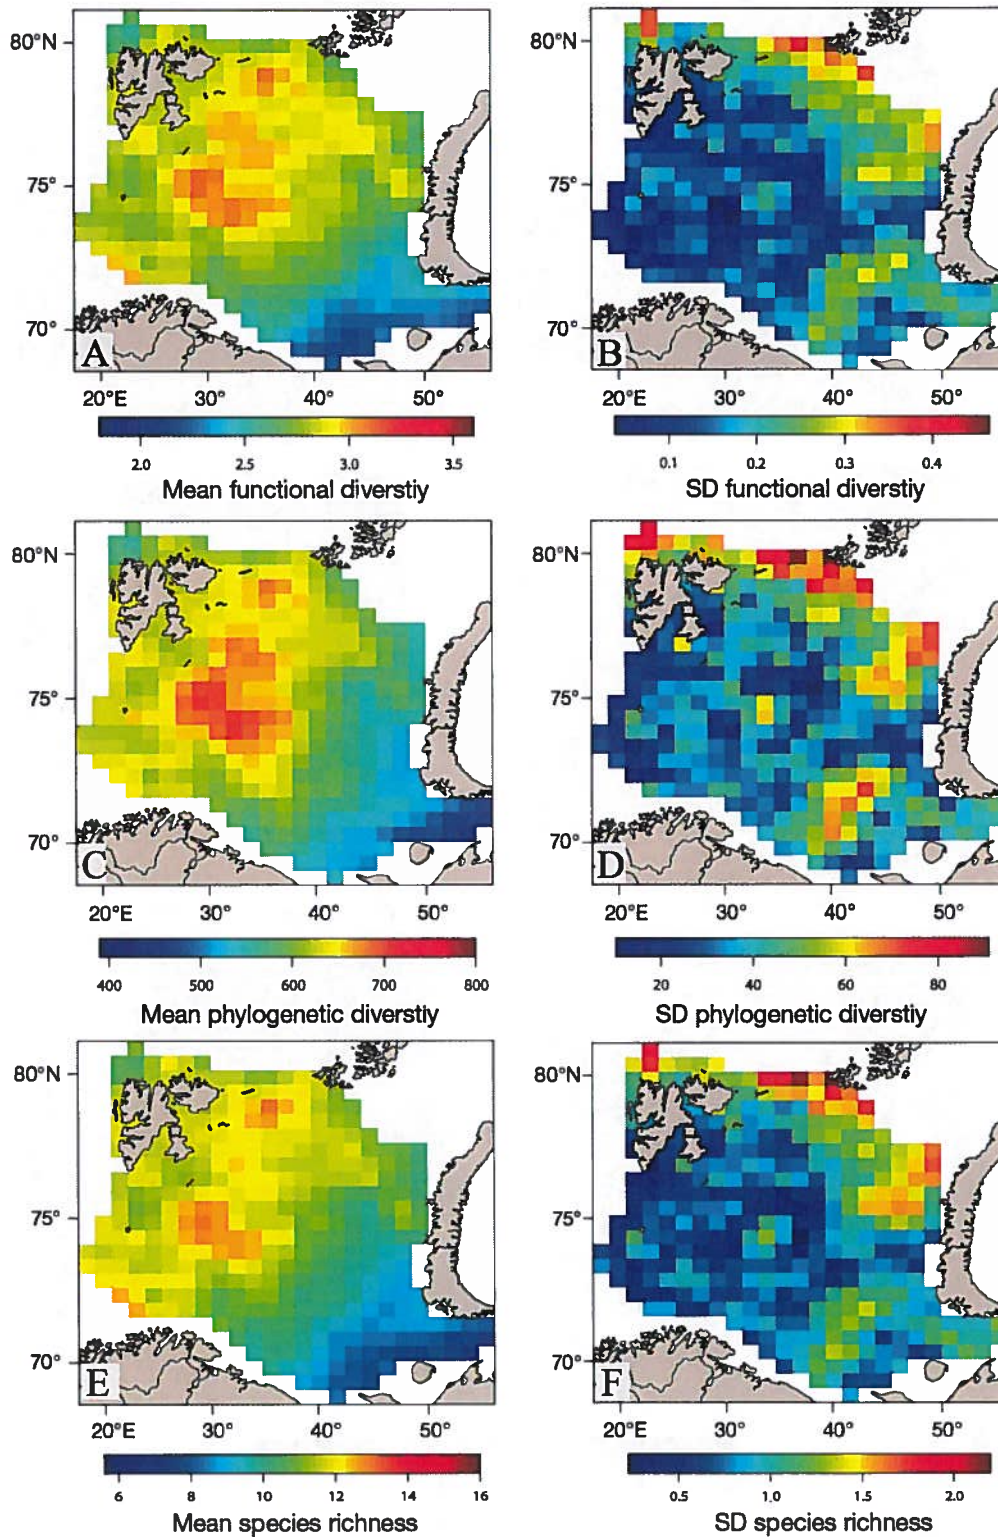 80°N
75°
70°
A
20°E 30° 40° 50°
2.0 2.5 3.0 3.5
Mean functional diverstiy
80°N
75°
70°
B
20°E 30° 40° 50°
0.1 0.2 0.3 0.4
SD functional diverstiy
80°N
75°
70°
C
20°E 30° 40° 50°
400 500 600 700 800
Mean phylogenetic diverstiy
80°N
75°
70°
D
20°E 30° 40° 50°
20 40 60 80
SD phylogenetic diverstiy
80°N
75°
70°
E
20°E 30° 40° 50°
6 8 10 12 14 16
Mean species richness
80°N
75°
70°
F
20°E 30° 40° 50°
0.5 1.0 1.5 2.0
SD species richness